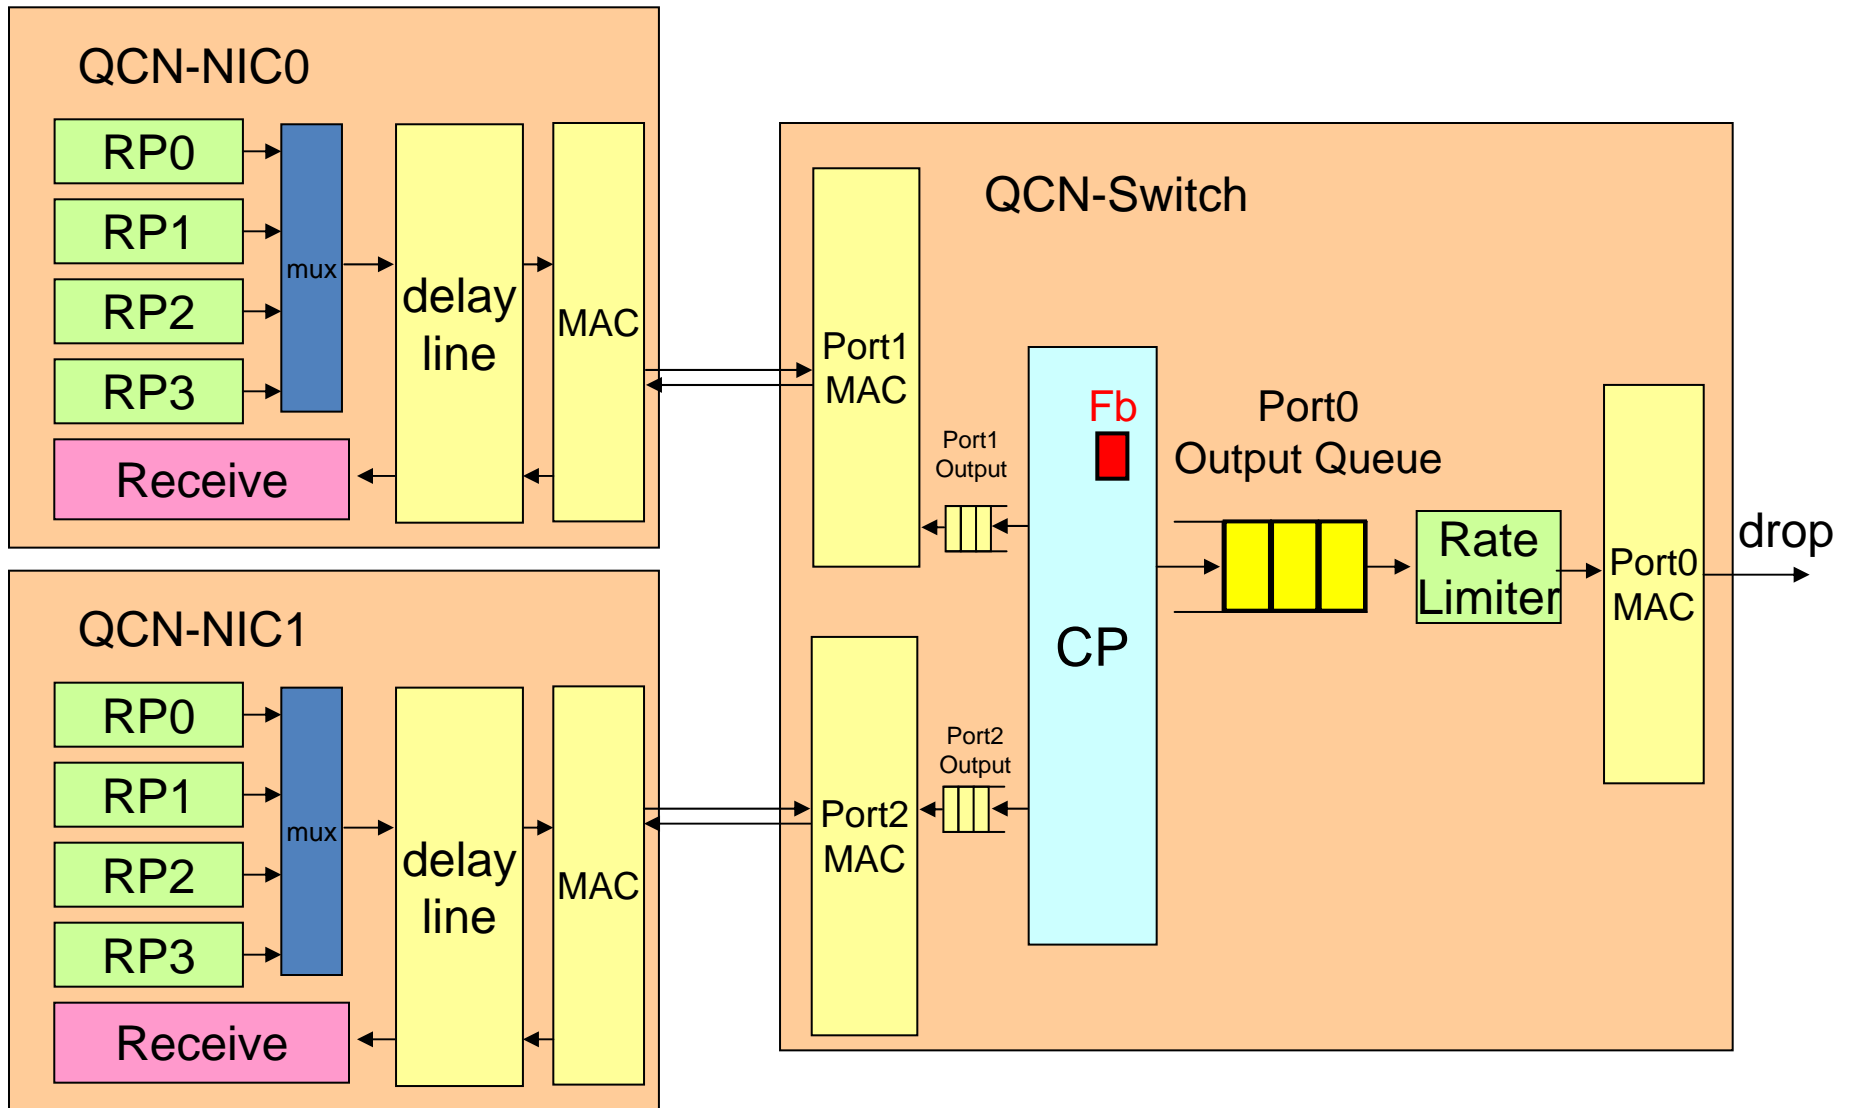 QCN-NIC0
RP0
RP1
RP2
RP3
mux
delay
line
MAC
Receive
QCN-NIC1
RP0
RP1
RP2
RP3
mux
delay
line
MAC
Receive
QCN-Switch
Port1
MAC
Port1
Output
Port2
MAC
Port2
Output
Fb
CP
Port0
Output Queue
Rate
Limiter
Port0
MAC
drop